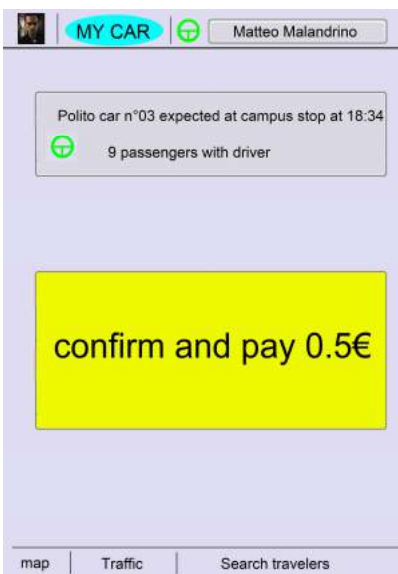 MY CAR
Matteo Malandrino
Polito car n°03 expected at campus stop at 18:34
9 passengers with driver
confirm and pay 0.5€
map
Traffic
Search travelers